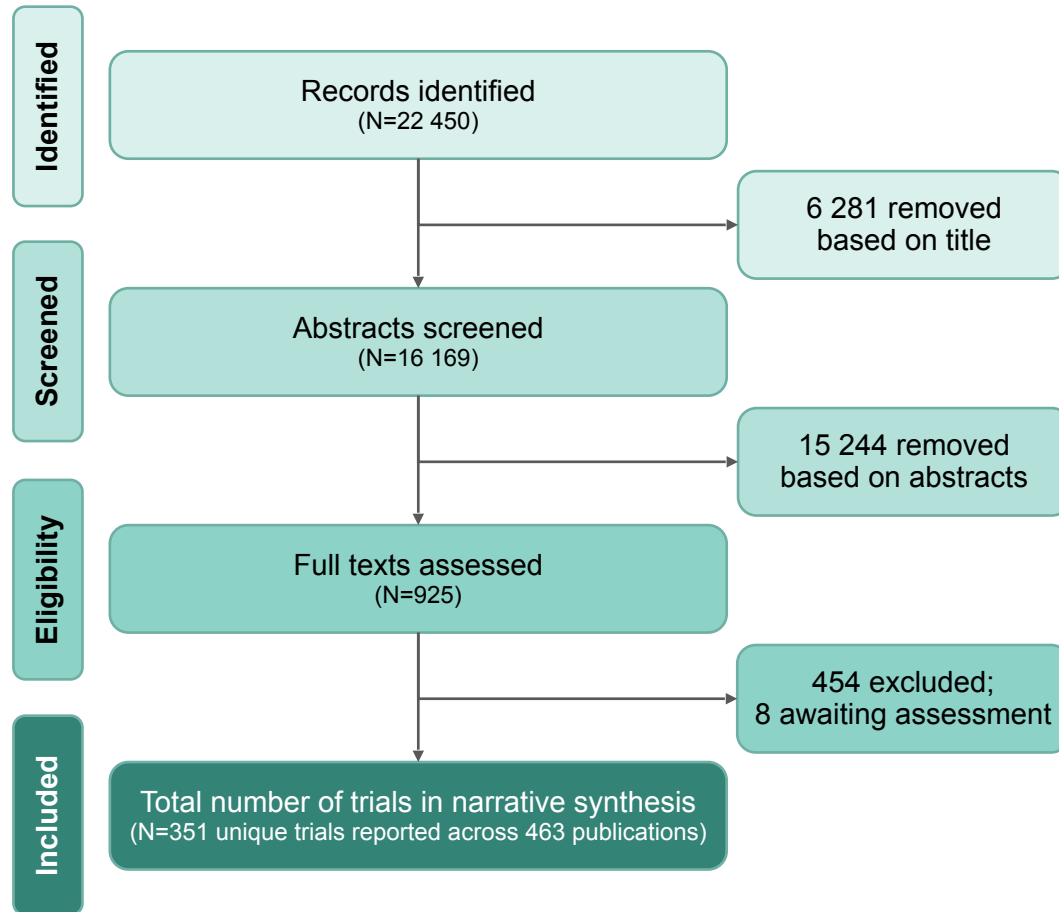 Identified
Records identified
(N=22 450)
6 281 removed
based on title
Screened
Abstracts screened
(N=16 169)
15 244 removed
based on abstracts
Eligibility
Full texts assessed
(N=925)
454 excluded;
8 awaiting assessment
Included
Total number of trials in narrative synthesis
(N=351 unique trials reported across 463 publications)